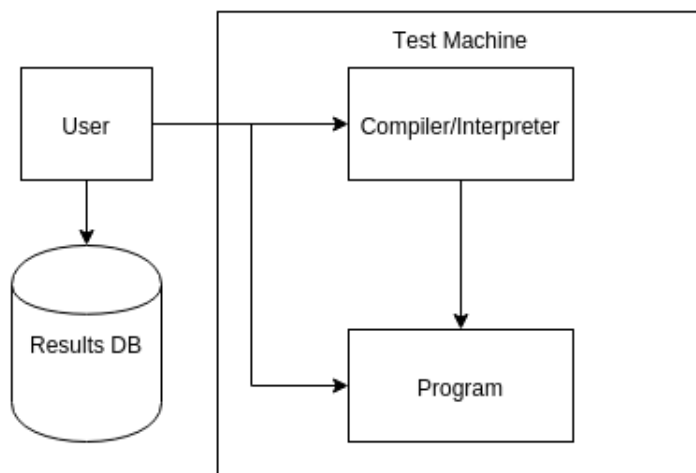 Test Machine
User
Compiler/Interpreter
Results DB
Program